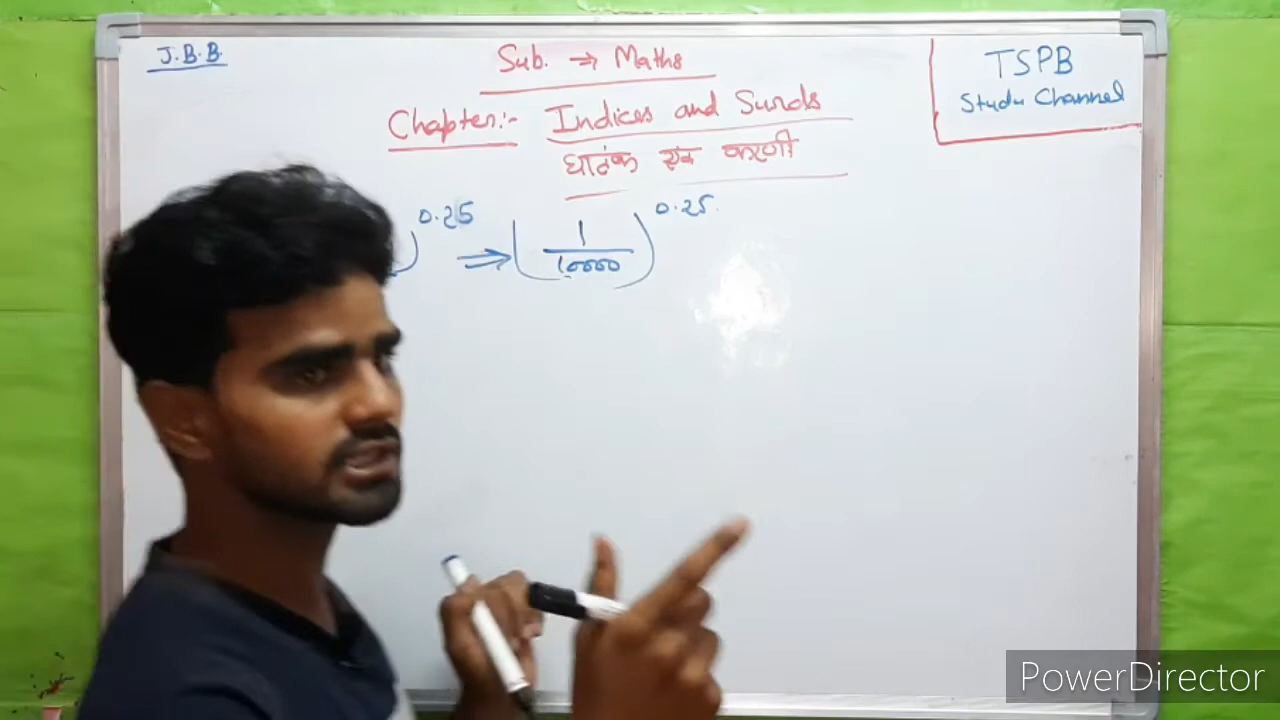 J.B.B.
Sub. ⇒ Maths
TSPB
Study Channel
Chapter:- Indices and Surds
घातांक एवं करणी
)^0.25 ⇒ (1/10000)^0.25
PowerDirector